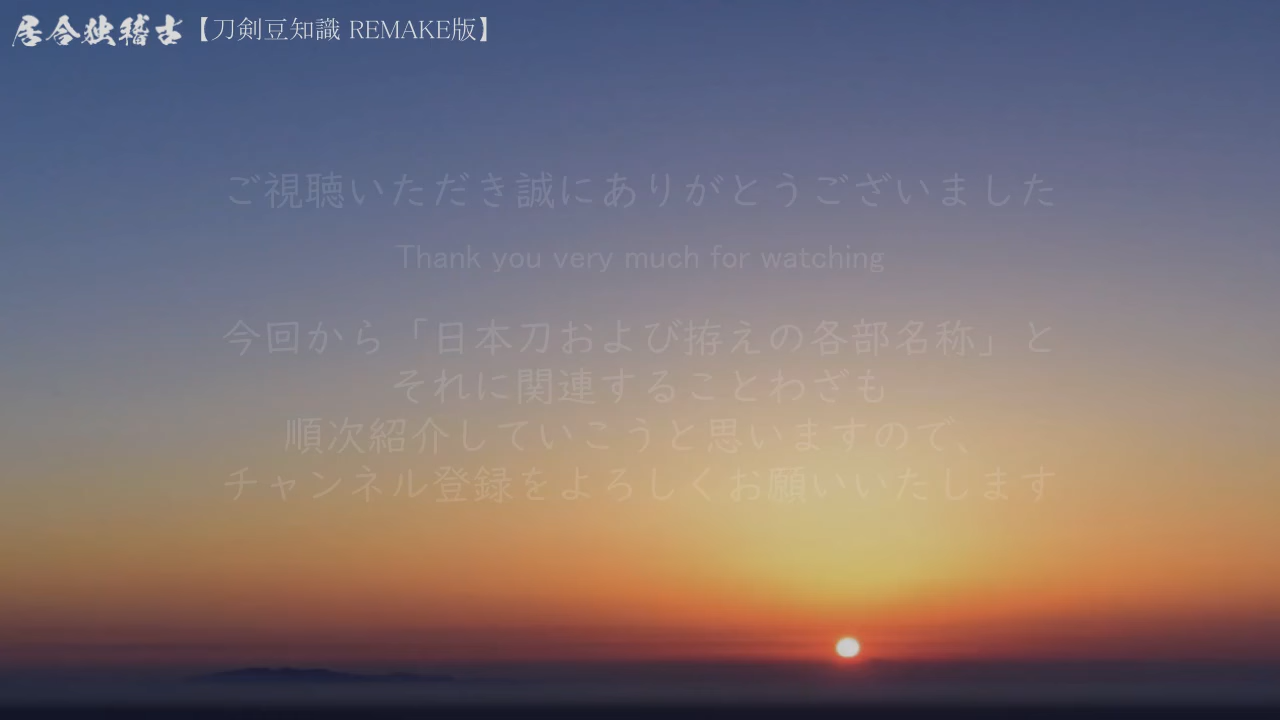 居合独稽古【刀剣豆知識 REMAKE版】
ご視聴いただき誠にありがとうございました
Thank you very much for watching
今回から「日本刀および拵えの各部名称」と
それに関連することわざも
順次紹介していこうと思いますので、
チャンネル登録をよろしくお願いいたします